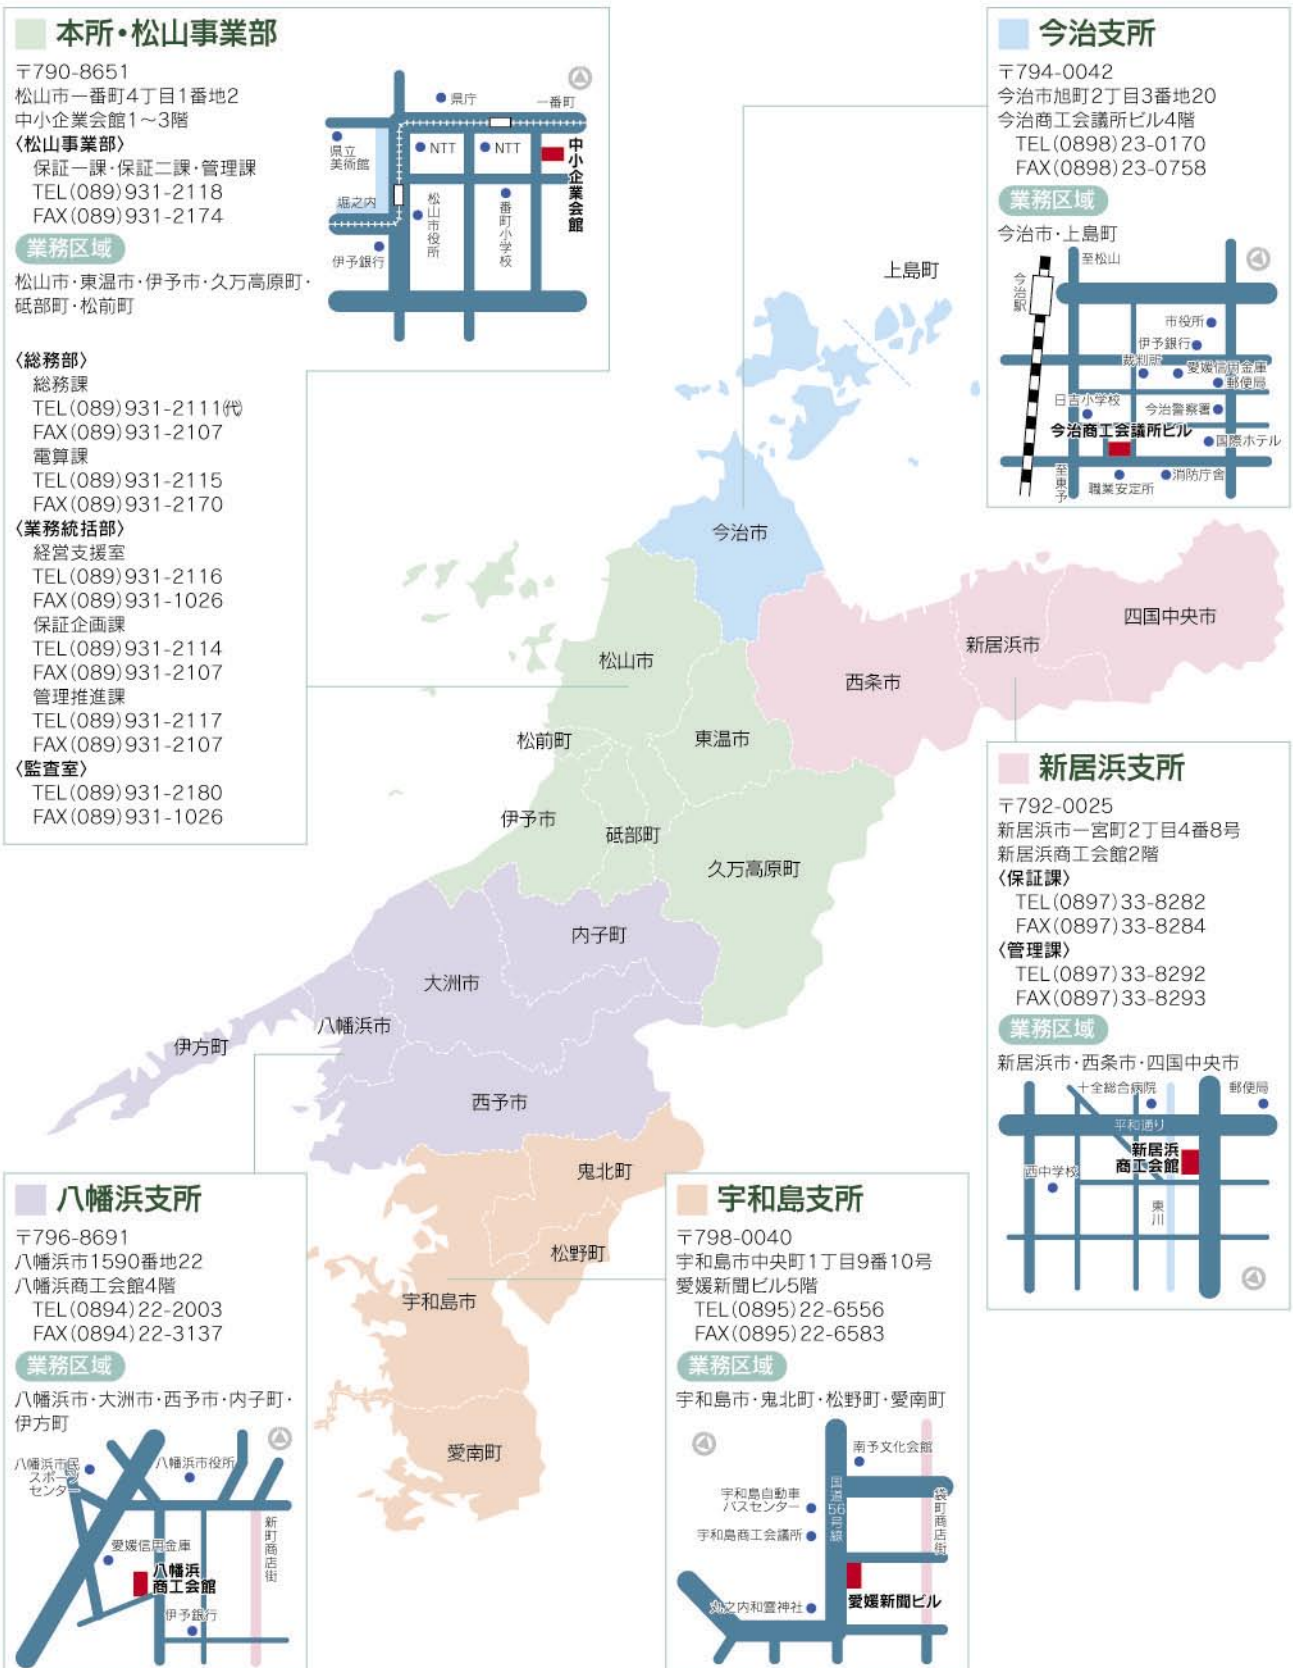 本所・松山事業部
〒790-8651
松山市一番町4丁目1番地2
中小企業会館1～3階
〈松山事業部〉
保証一課・保証二課・管理課
TEL(089)931-2118
FAX(089)931-2174
業務区域
松山市・東温市・伊予市・久万高原町・
砥部町・松前町
〈総務部〉
総務課
TEL(089)931-2111㈹
FAX(089)931-2107
電算課
TEL(089)931-2115
FAX(089)931-2170
〈業務統括部〉
経営支援室
TEL(089)931-2116
FAX(089)931-1026
保証企画課
TEL(089)931-2114
FAX(089)931-2107
管理推進課
TEL(089)931-2117
FAX(089)931-2107
〈監査室〉
TEL(089)931-2180
FAX(089)931-1026
県庁
一番町
県立
美術館
NTT
NTT
中小企業会館
堀之内
松山市役所
番町小学校
伊予銀行
今治支所
〒794-0042
今治市旭町2丁目3番地20
今治商工会議所ビル4階
TEL(0898)23-0170
FAX(0898)23-0758
業務区域
今治市・上島町
至松山
今治駅
市役所
伊予銀行
裁判所
愛媛信用金庫
郵便局
日吉小学校
今治警察署
今治商工会議所ビル
国際ホテル
至東予
職業安定所
消防庁舎
上島町
今治市
四国中央市
新居浜市
西条市
松山市
東温市
松前町
伊予市
砥部町
久万高原町
内子町
大洲市
八幡浜市
伊方町
西予市
鬼北町
松野町
宇和島市
愛南町
新居浜支所
〒792-0025
新居浜市一宮町2丁目4番8号
新居浜商工会館2階
〈保証課〉
TEL(0897)33-8282
FAX(0897)33-8284
〈管理課〉
TEL(0897)33-8292
FAX(0897)33-8293
業務区域
新居浜市・西条市・四国中央市
十全総合病院
郵便局
平和通り
新居浜
商工会館
西中学校
東川
八幡浜支所
〒796-8691
八幡浜市1590番地22
八幡浜商工会館4階
TEL(0894)22-2003
FAX(0894)22-3137
業務区域
八幡浜市・大洲市・西予市・内子町・
伊方町
八幡浜市民
スポーツ
センター
八幡浜市役所
新町商店街
愛媛信用金庫
八幡浜
商工会館
伊予銀行
宇和島支所
〒798-0040
宇和島市中央町1丁目9番10号
愛媛新聞ビル5階
TEL(0895)22-6556
FAX(0895)22-6583
業務区域
宇和島市・鬼北町・松野町・愛南町
南予文化会館
宇和島自動車
バスセンター
国道56号線
袋町商店街
宇和島商工会議所
愛媛新聞ビル
丸之内和霊神社